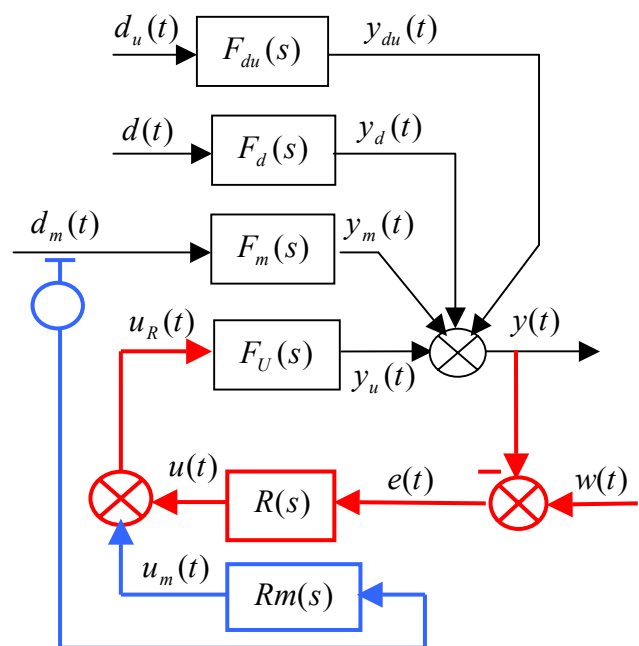 d_u(t) F_du(s) y_du(t)
d(t) F_d(s) y_d(t)
d_m(t) F_m(s) y_m(t)
u_R(t) F_U(s) y_u(t) y(t)
u(t) R(s) e(t) w(t)
u_m(t) Rm(s)